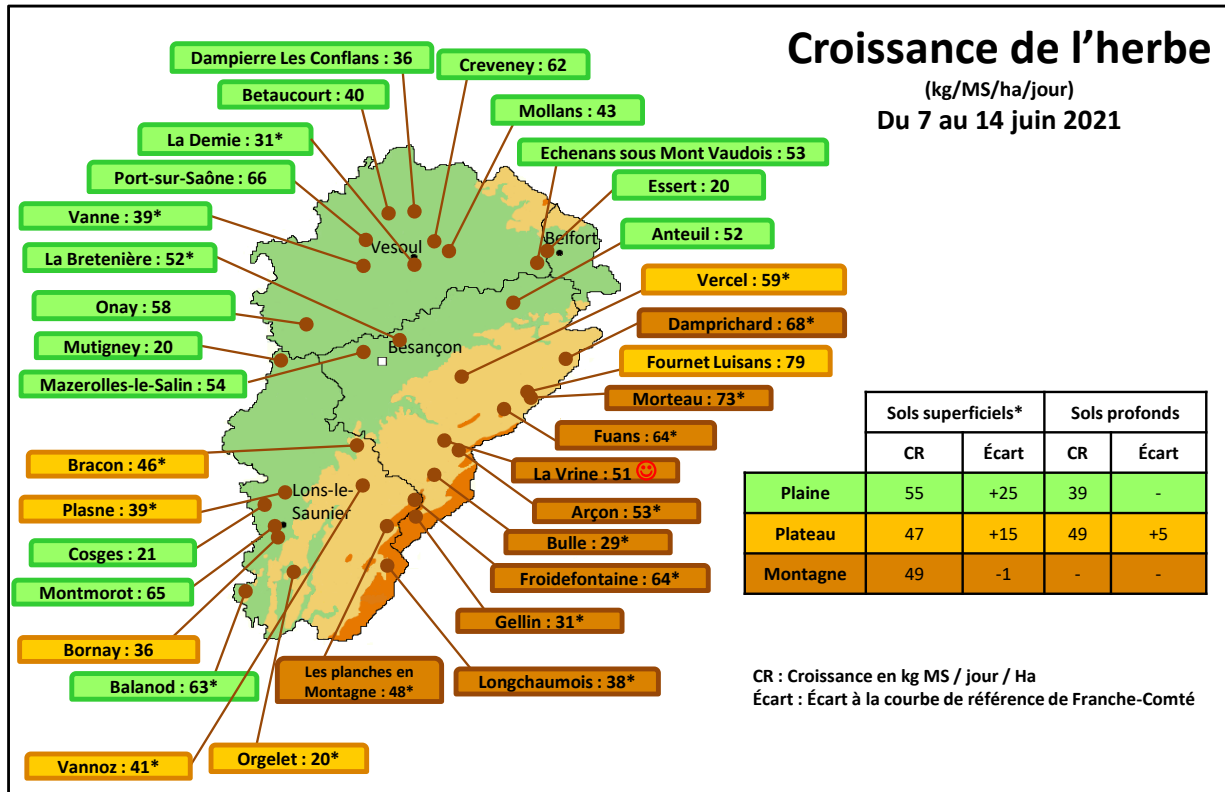 Croissance de l’herbe
(kg/MS/ha/jour)
Du 7 au 14 juin 2021
Dampierre Les Conflans : 36
Creveney : 62
Betaucourt : 40
Mollans : 43
La Demie : 31*
Echenans sous Mont Vaudois : 53
Port-sur-Saône : 66
Essert : 20
Vanne : 39*
Anteuil : 52
La Bretenière : 52*
Vercel : 59*
Onay : 58
Damprichard : 68*
Mutigney : 20
Fournet Luisans : 79
Mazerolles-le-Salin : 54
Morteau : 73*
Fuans : 64*
Bracon : 46*
La Vrine : 51
Plasne : 39*
Arçon : 53*
Cosges : 21
Bulle : 29*
Montmorot : 65
Froidefontaine : 64*
Gellin : 31*
Bornay : 36
Les planches en
Montagne : 48*
Longchaumois : 38*
Balanod : 63*
Orgelet : 20*
Vannoz : 41*
Vesoul
Belfort
Besançon
Lons-le-
Saunier
Sols superficiels* Sols profonds
CR Écart CR Écart
Plaine 55 +25 39 -
Plateau 47 +15 49 +5
Montagne 49 -1 - -
CR : Croissance en kg MS / jour / Ha
Écart : Écart à la courbe de référence de Franche-Comté